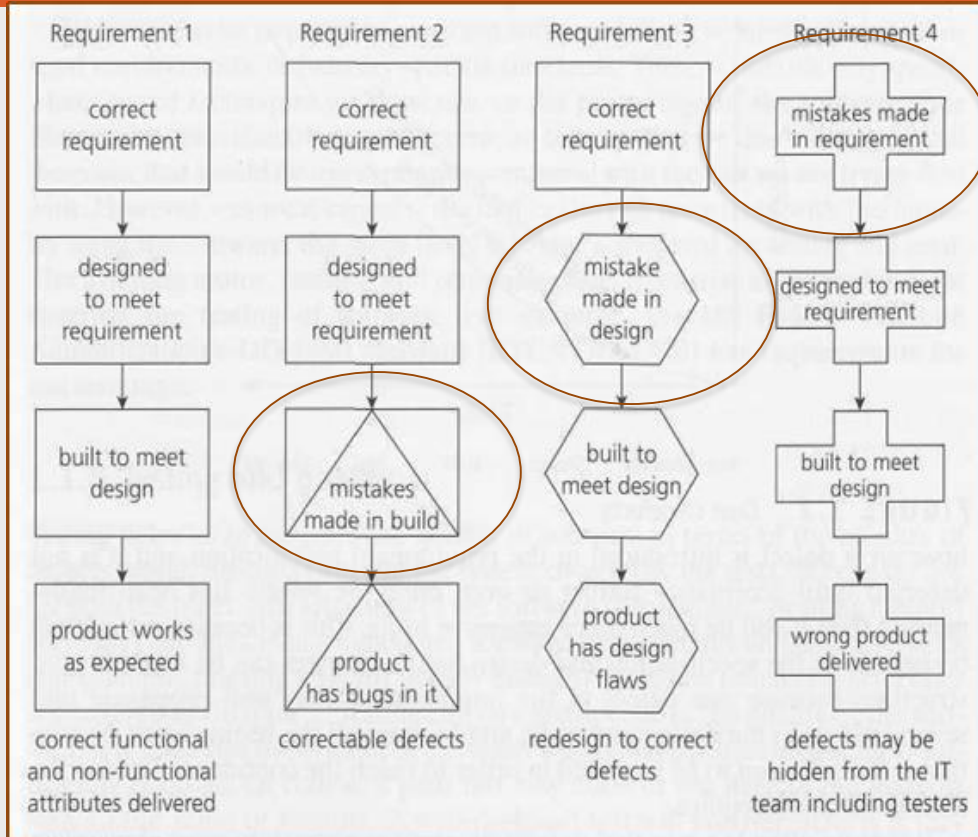 Requirement 1
correct
requirement
designed
to meet
requirement
built to meet
design
product works
as expected
correct functional
and non-functional
attributes delivered
Requirement 2
correct
requirement
designed
to meet
requirement
mistakes
made in build
product
has bugs in it
correctable defects
Requirement 3
correct
requirement
mistake
made in
design
built to
meet design
product
has design
flaws
redesign to correct
defects
Requirement 4
mistakes made
in requirement
designed to meet
requirement
built to meet
design
wrong product
delivered
defects may be
hidden from the IT
team including testers